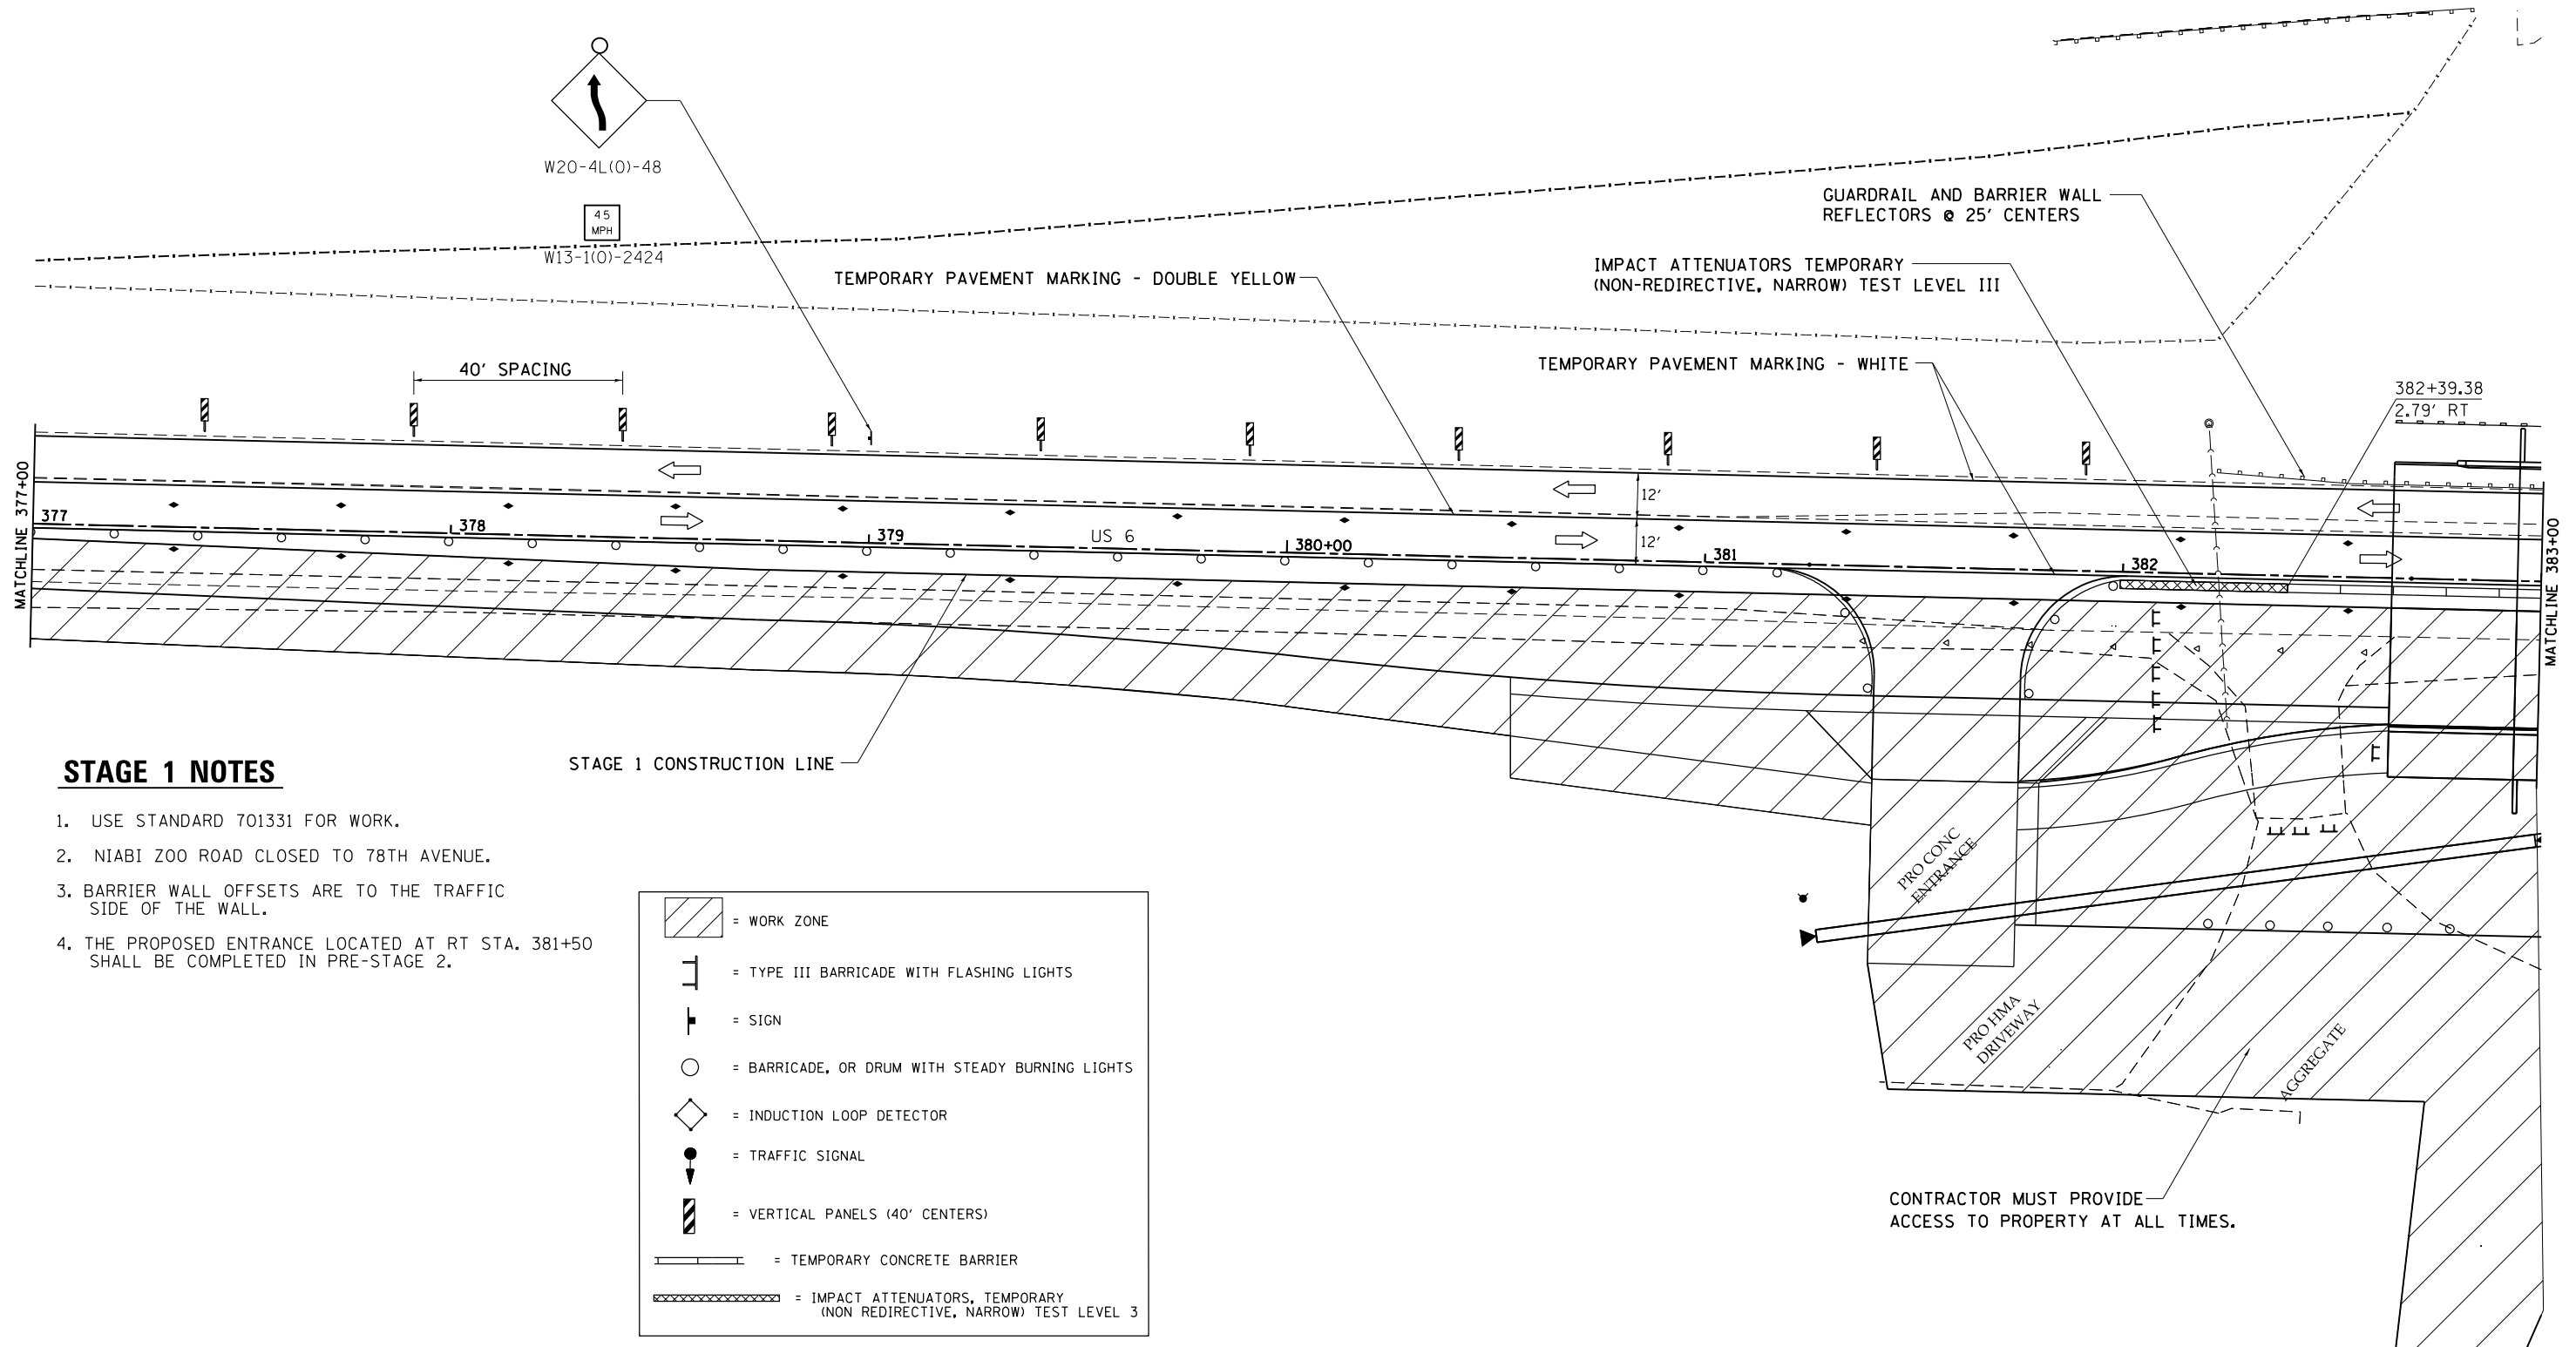 W20-4L(O)-48
45
MPH
W13-1(O)-2424
TEMPORARY PAVEMENT MARKING - DOUBLE YELLOW
GUARDRAIL AND BARRIER WALL
REFLECTORS @ 25' CENTERS
IMPACT ATTENUATORS TEMPORARY
(NON-REDIRECTIVE, NARROW) TEST LEVEL III
TEMPORARY PAVEMENT MARKING - WHITE
40' SPACING
382+39.38
2.79' RT
MATCHLINE 377+00
377
378
379
US 6
380+00
381
382
12'
12'
MATCHLINE 383+00
STAGE 1 CONSTRUCTION LINE
STAGE 1 NOTES
1. USE STANDARD 701331 FOR WORK.
2. NIABI ZOO ROAD CLOSED TO 78TH AVENUE.
3. BARRIER WALL OFFSETS ARE TO THE TRAFFIC
SIDE OF THE WALL.
4. THE PROPOSED ENTRANCE LOCATED AT RT STA. 381+50
SHALL BE COMPLETED IN PRE-STAGE 2.
= WORK ZONE
= TYPE III BARRICADE WITH FLASHING LIGHTS
= SIGN
= BARRICADE, OR DRUM WITH STEADY BURNING LIGHTS
= INDUCTION LOOP DETECTOR
= TRAFFIC SIGNAL
= VERTICAL PANELS (40' CENTERS)
= TEMPORARY CONCRETE BARRIER
= IMPACT ATTENUATORS, TEMPORARY
(NON REDIRECTIVE, NARROW) TEST LEVEL 3
PRO CONC
ENTRANCE
PRO HMA
DRIVEWAY
AGGREGATE
CONTRACTOR MUST PROVIDE
ACCESS TO PROPERTY AT ALL TIMES.